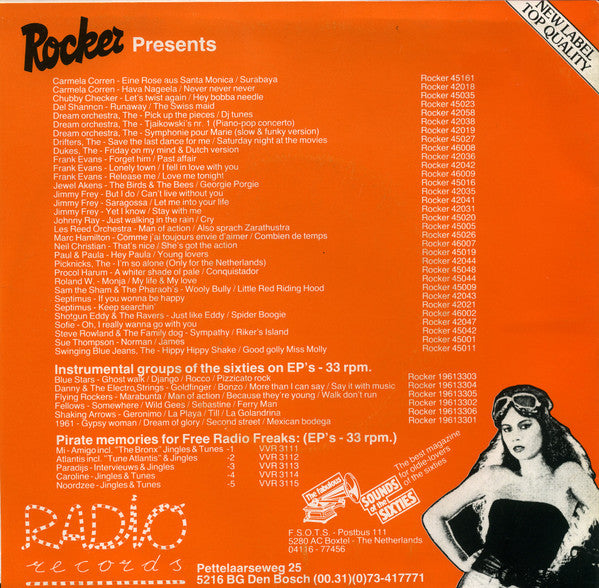 NEW LABEL
TOP QUALITY
Rocker Presents
Carmela Corren - Eine Rose aus Santa Monica / Surabaya Rocker 45161
Carmela Corren - Hava Nageela / Never never never Rocker 42018
Chubby Checker - Let's twist again / Hey bobba needle Rocker 45035
Del Shannon - Runaway / The Swiss maid Rocker 45023
Dream orchestra, The - Pick up the pieces / Dj tunes Rocker 42058
Dream orchestra, The - Tjaikowski's nr. 1 (Piano-pop concerto) Rocker 42038
Dream orchestra, The - Symphonie pour Marie (slow & funky version) Rocker 42019
Drifters, The - Save the last dance for me / Saturday night at the movies Rocker 45027
Dukes, The - Friday on my mind & Dutch version Rocker 46008
Frank Evans - Forget him / Past affair Rocker 42036
Frank Evans - Lonely town / I fell in love with you Rocker 42042
Frank Evans - Release me / Love me tonight Rocker 46009
Jewel Akens - The Birds & The Bees / Georgie Porgie Rocker 45016
Jimmy Frey - But I do / Can't live without you Rocker 42035
Jimmy Frey - Saragossa / Let me into your life Rocker 42041
Jimmy Frey - Yet I know / Stay with me Rocker 42031
Johnny Ray - Just walking in the rain / Cry Rocker 45020
Les Reed Orchestra - Man of action / Also sprach Zarathustra Rocker 45005
Marc Hamilton - Comme j'ai toujours envie d'aimer / Combien de temps Rocker 45026
Neil Christian - That's nice / She's got the action Rocker 46007
Paul & Paula - Hey Paula / Young lovers Rocker 45019
Picknicks, The - I'm so alone (Only for the Netherlands) Rocker 42044
Procol Harum - A whiter shade of pale / Conquistador Rocker 45048
Roland W. - Monja / My life & My love Rocker 45044
Sam the Sham & The Pharaoh's - Wooly Bully / Little Red Riding Hood Rocker 45009
Septimus - If you wonna be happy Rocker 42043
Septimus - Keep searchin' Rocker 42021
Shotgun Eddy & the Ravers - Just like Eddy / Spider Boogie Rocker 46002
Sofie - Oh, I really wanna go with you Rocker 42047
Steve Rowland & The Family dog - Sympathy / Riker's Island Rocker 45042
Sue Thompson - Norman / James Rocker 45001
Swinging Blue Jeans, The - Hippy Hippy Shake / Good golly Miss Molly Rocker 45011
Instrumental groups of the sixties on EP's - 33 rpm.
Blue Stars - Ghost walk / Django / Rocco / Pizzicato rock Rocker 19613303
Danny & The Electro Strings - Goldfinger / Bonzo / More than I can say / Say it with music Rocker 19613304
Flying Rockers - Marabunta / Man of action / Because they're young / Walk don't run Rocker 19613305
Fellows - Somewhere / Wild Gees / Sebastine / Ferry Man Rocker 19613302
Shaking Arrows - Geronimo / La Playa / Till / La Golandrina Rocker 19613306
1961 - Gypsy woman / Dream of glory / Second street / Mexican bodega Rocker 19613301
Pirate memories for Free Radio Freaks: (EP's - 33 rpm.)
Mi - Amigo incl. "The Bronx" Jingles & Tunes -1 VVR 3111
Atlantis incl. "Tune Atlantis" & Jingles -2 VVR 3112
Paradijs - Intervieuws & Jingles -3 VVR 3113
Caroline - Jingles & Tunes -4 VVR 3114
Noordzee - Jingles & Tunes -5 VVR 3115
RADIO
records
The Fabulous
SOUNDS
of the
SIXTIES
The best magazine
for oldie-lovers
of the sixties
F.S.O.T.S. - Postbus 111
5280 AC Boxtel - The Netherlands
04116 - 77456
Pettelaarseweg 25
5216 BG Den Bosch (00.31)(0)73-417771